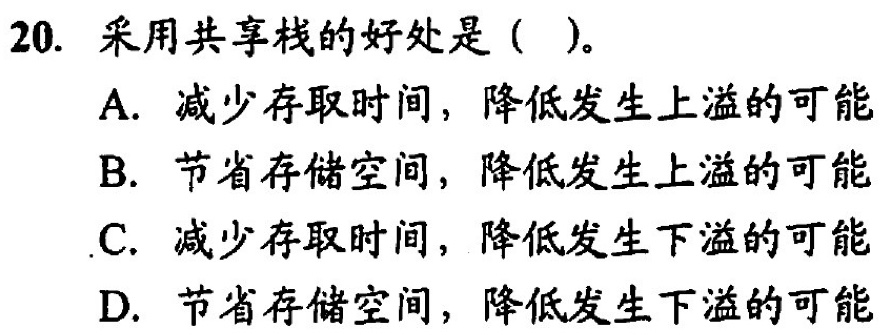 20. 采用共享栈的好处是（ ）。
A. 减少存取时间，降低发生上溢的可能
B. 节省存储空间，降低发生上溢的可能
C. 减少存取时间，降低发生下溢的可能
D. 节省存储空间，降低发生下溢的可能